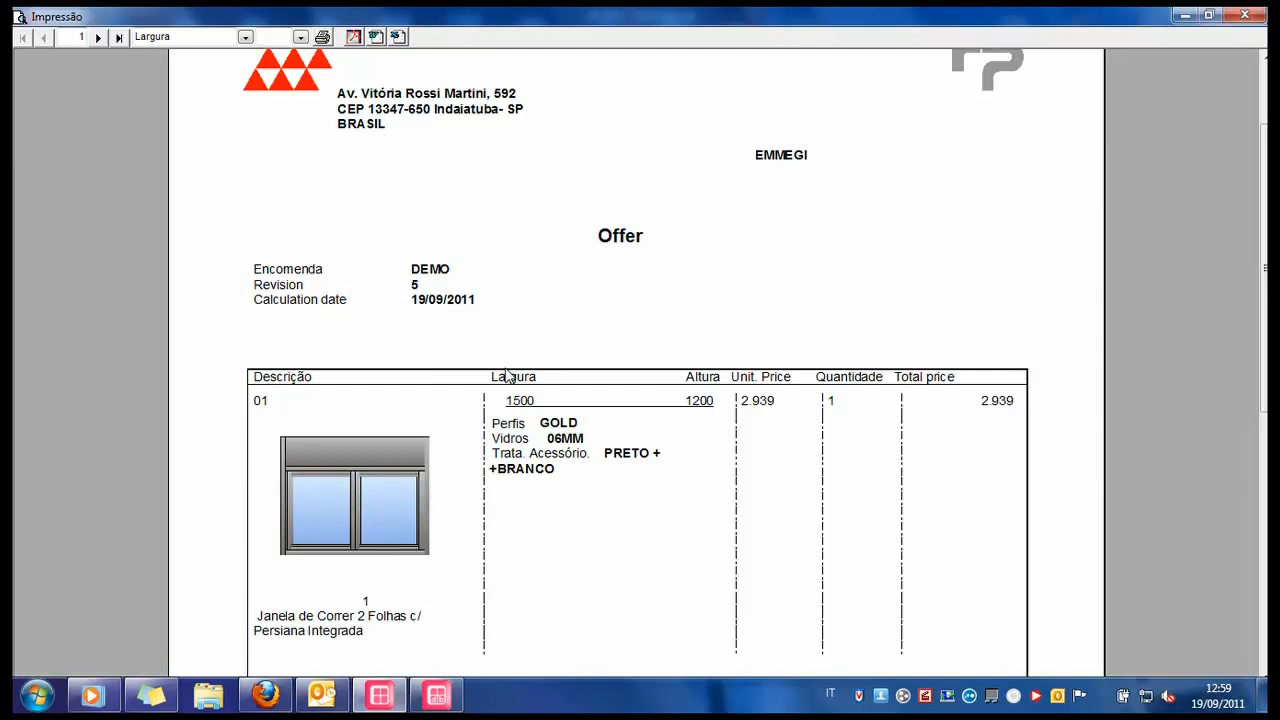 Impressão
1 Largura
Av. Vitória Rossi Martini, 592
CEP 13347-650 Indaiatuba- SP
BRASIL
EMMEGI
Offer
Encomenda DEMO
Revision 5
Calculation date 19/09/2011
Descrição Largura Altura Unit. Price Quantidade Total price
01 1500 1200 2.939 1 2.939
Perfis GOLD
Vidros 06MM
Trata. Acessório. PRETO +
+BRANCO
1
Janela de Correr 2 Folhas c/
Persiana Integrada
IT 12:59
19/09/2011